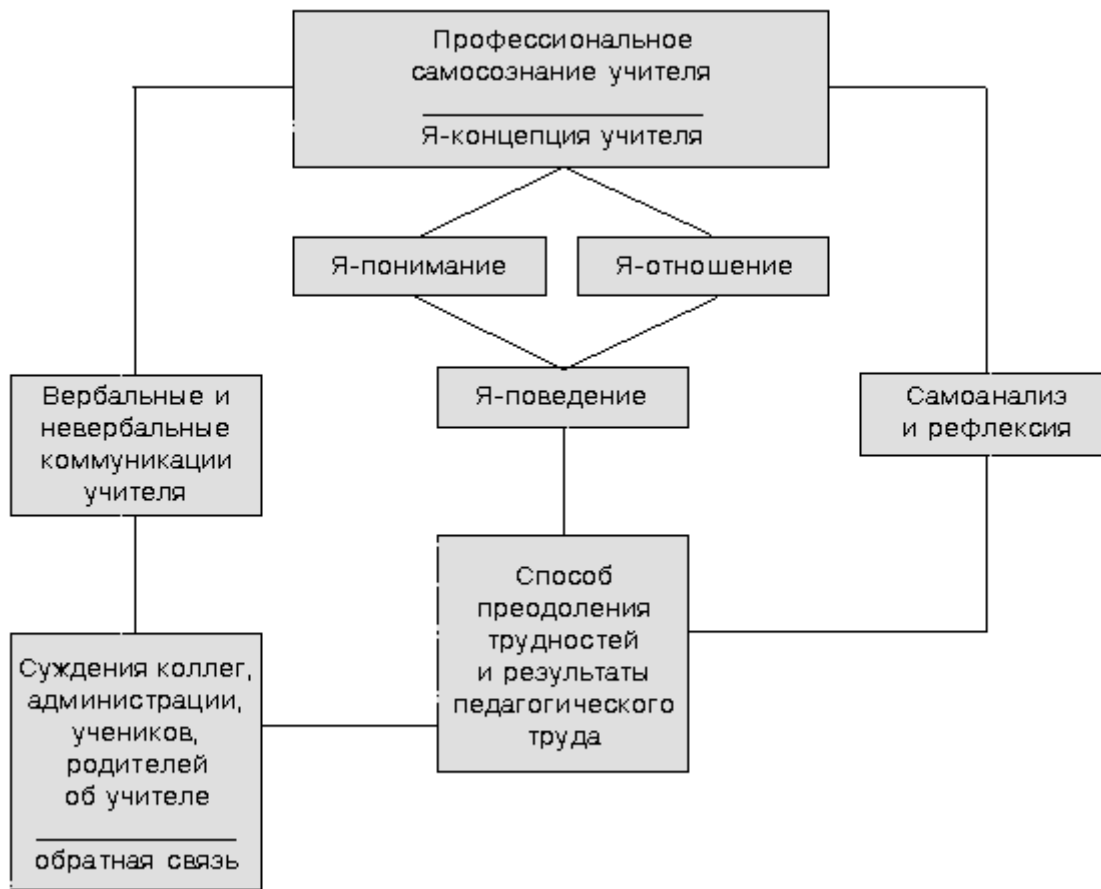 Профессиональное
самосознание учителя
Я-концепция учителя
Я-понимание
Я-отношение
Я-поведение
Вербальные и
невербальные
коммуникации
учителя
Самоанализ
и рефлексия
Способ
преодоления
трудностей
и результаты
педагогического
труда
Суждения коллег,
администрации,
учеников,
родителей
об учителе
обратная связь